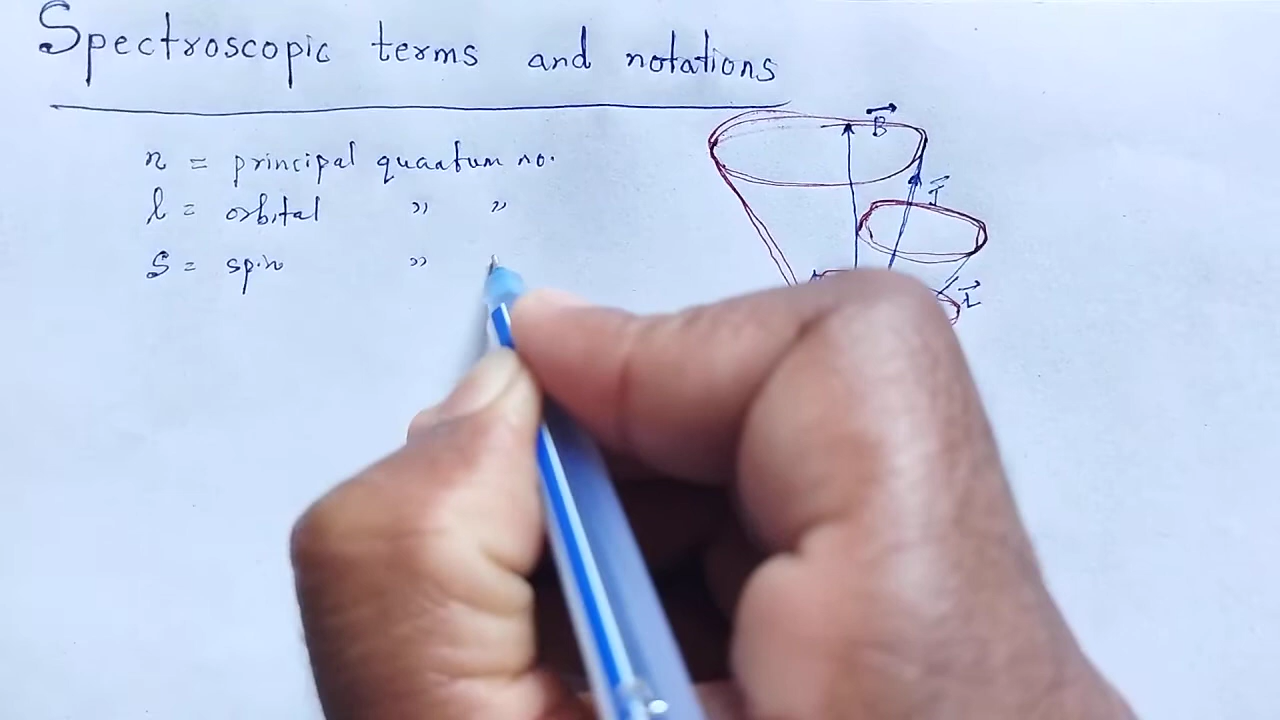 Spectroscopic terms and notations
n = principal quantum no.
l = orbital " "
S = spin "
B
J
L